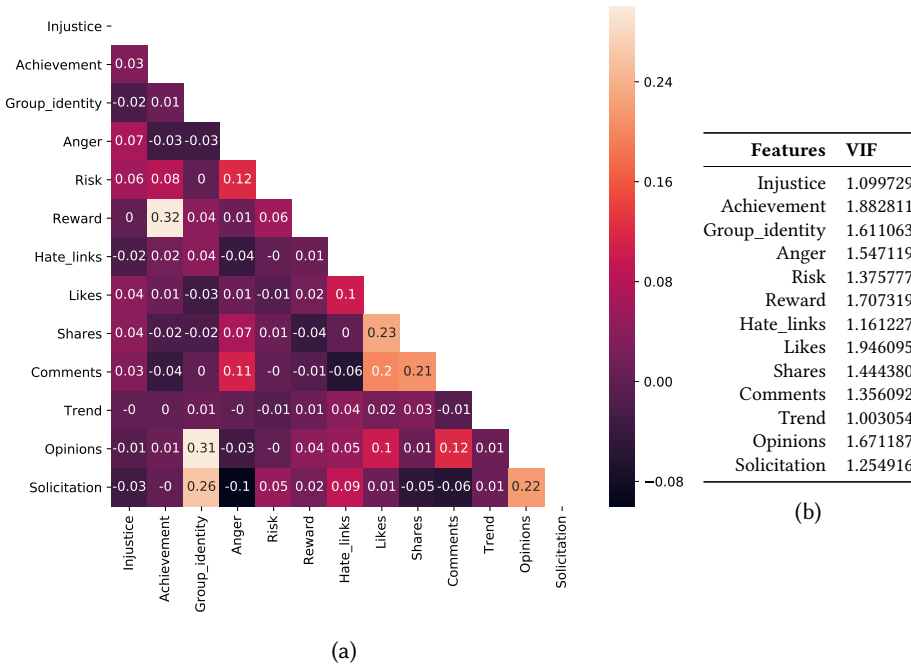 Injustice
Achievement 0.03
Group_identity -0.02 0.01
Anger 0.07 -0.03 -0.03
Risk 0.06 0.08 0 0.12
Reward 0 0.32 0.04 0.01 0.06
Hate_links -0.02 0.02 0.04 -0.04 -0 0.01
Likes 0.04 0.01 -0.03 0.01 -0.01 0.02 0.1
Shares 0.04 -0.02 -0.02 0.07 0.01 -0.04 0 0.23
Comments 0.03 -0.04 0 0.11 -0 -0.01 -0.06 0.2 0.21
Trend -0 0 0.01 -0 -0.01 0.01 0.04 0.02 0.03 -0.01
Opinions -0.01 0.01 0.31 -0.03 -0 0.04 0.05 0.1 0.01 0.12 0.01
Solicitation -0.03 -0 0.26 -0.1 0.05 0.02 0.09 0.01 -0.05 -0.06 0.01 0.22
Injustice Achievement Group_identity Anger Risk Reward Hate_links Likes Shares Comments Trend Opinions Solicitation
0.24
0.16
0.08
0.00
−0.08
(a)
Features VIF
Injustice 1.099729
Achievement 1.882811
Group_identity 1.611063
Anger 1.547119
Risk 1.375777
Reward 1.707319
Hate_links 1.161227
Likes 1.946095
Shares 1.444380
Comments 1.356092
Trend 1.003054
Opinions 1.671187
Solicitation 1.254916
(b)